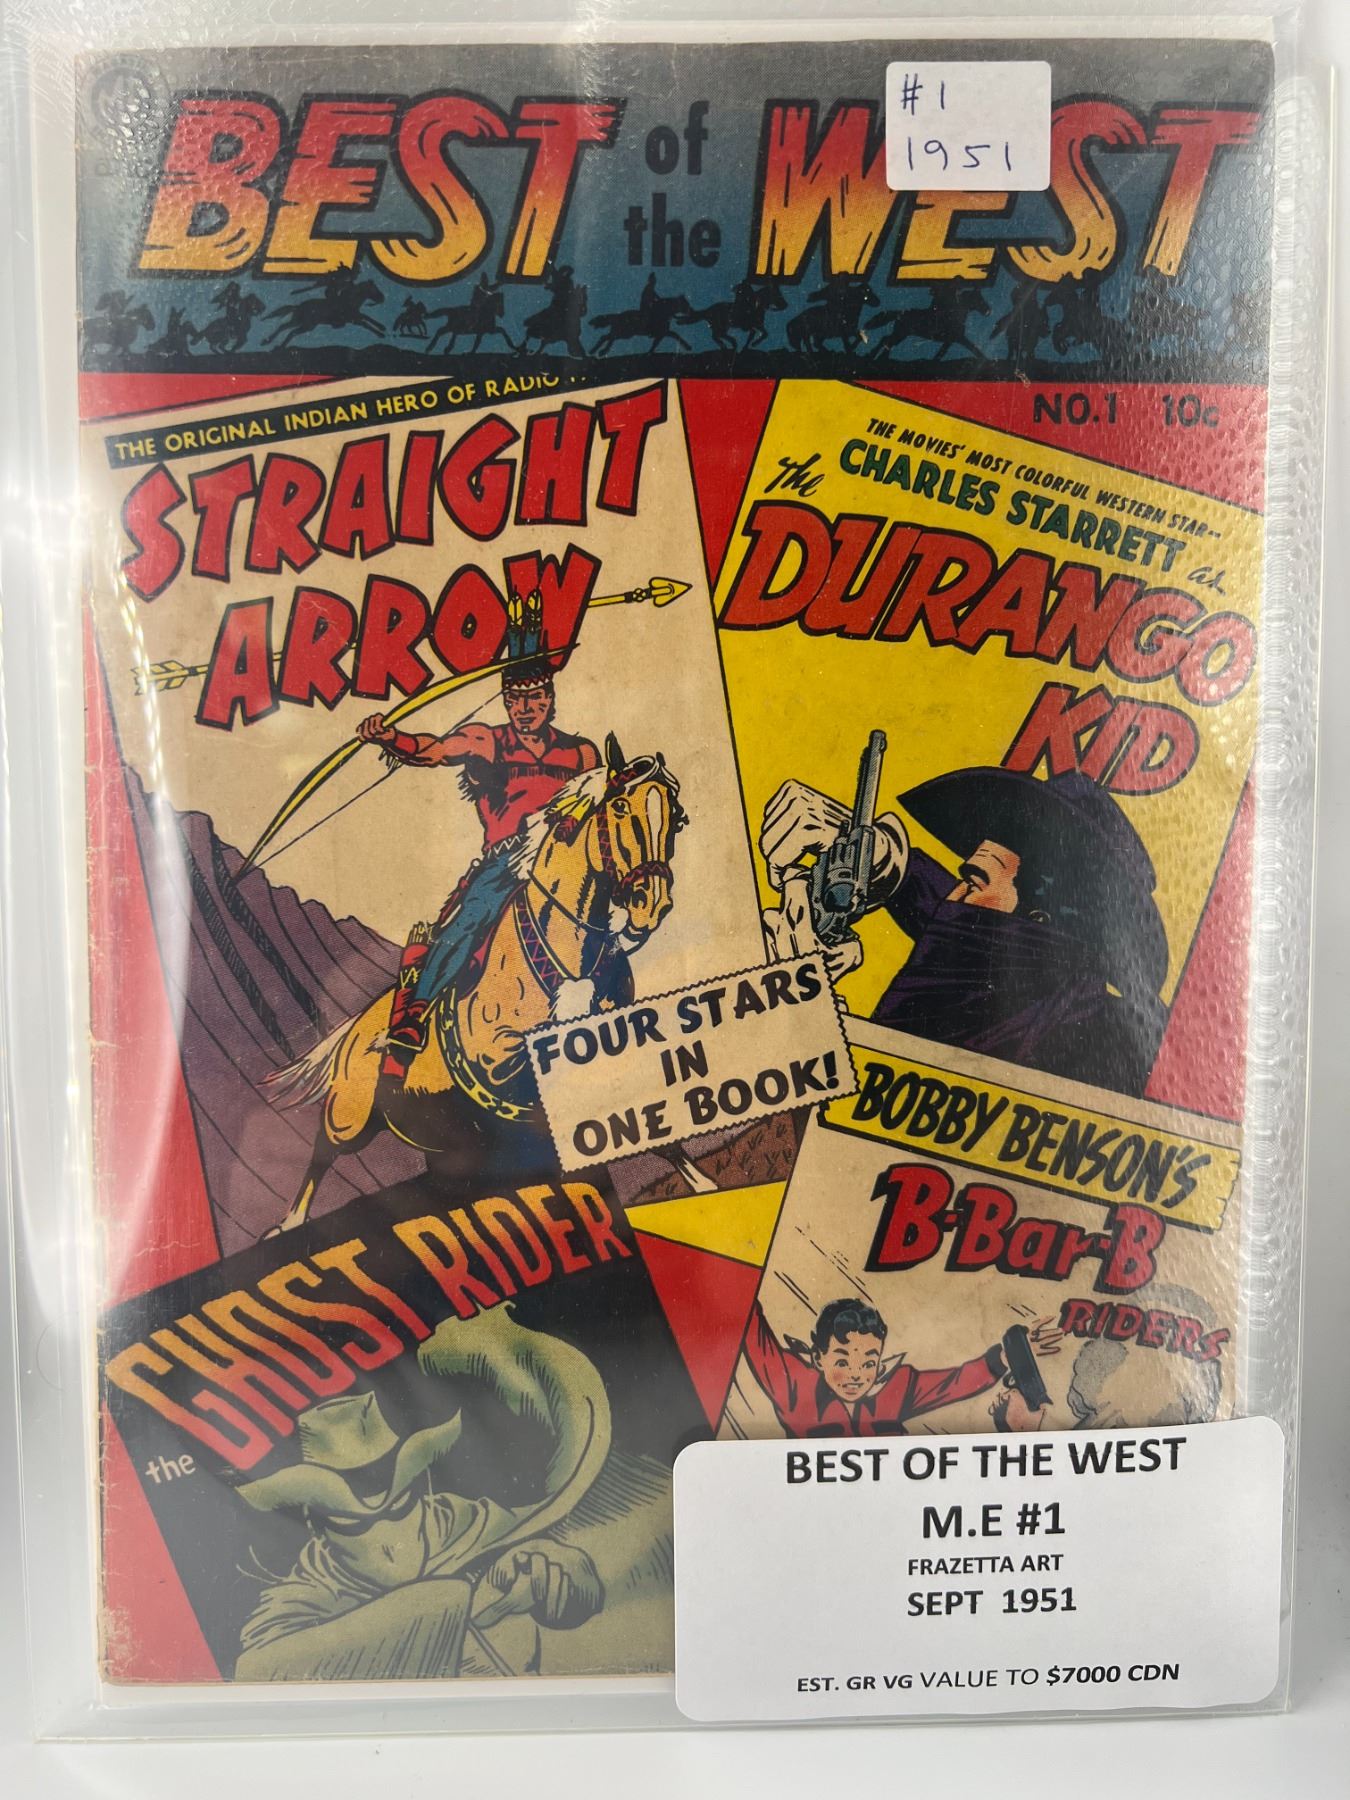 BEST of the WEST
#1
1951
NO.1 10¢
THE ORIGINAL INDIAN HERO OF RADIO
STRAIGHT
ARROW
THE MOVIES' MOST COLORFUL WESTERN STAR--
CHARLES STARRETT as
The
DURANGO
KID
FOUR STARS
IN
ONE BOOK!
BOBBY BENSON'S
B-Bar-B
RIDERS
the GHOST RIDER
BEST OF THE WEST
M.E #1
FRAZETTA ART
SEPT 1951
EST. GR VG VALUE TO $7000 CDN